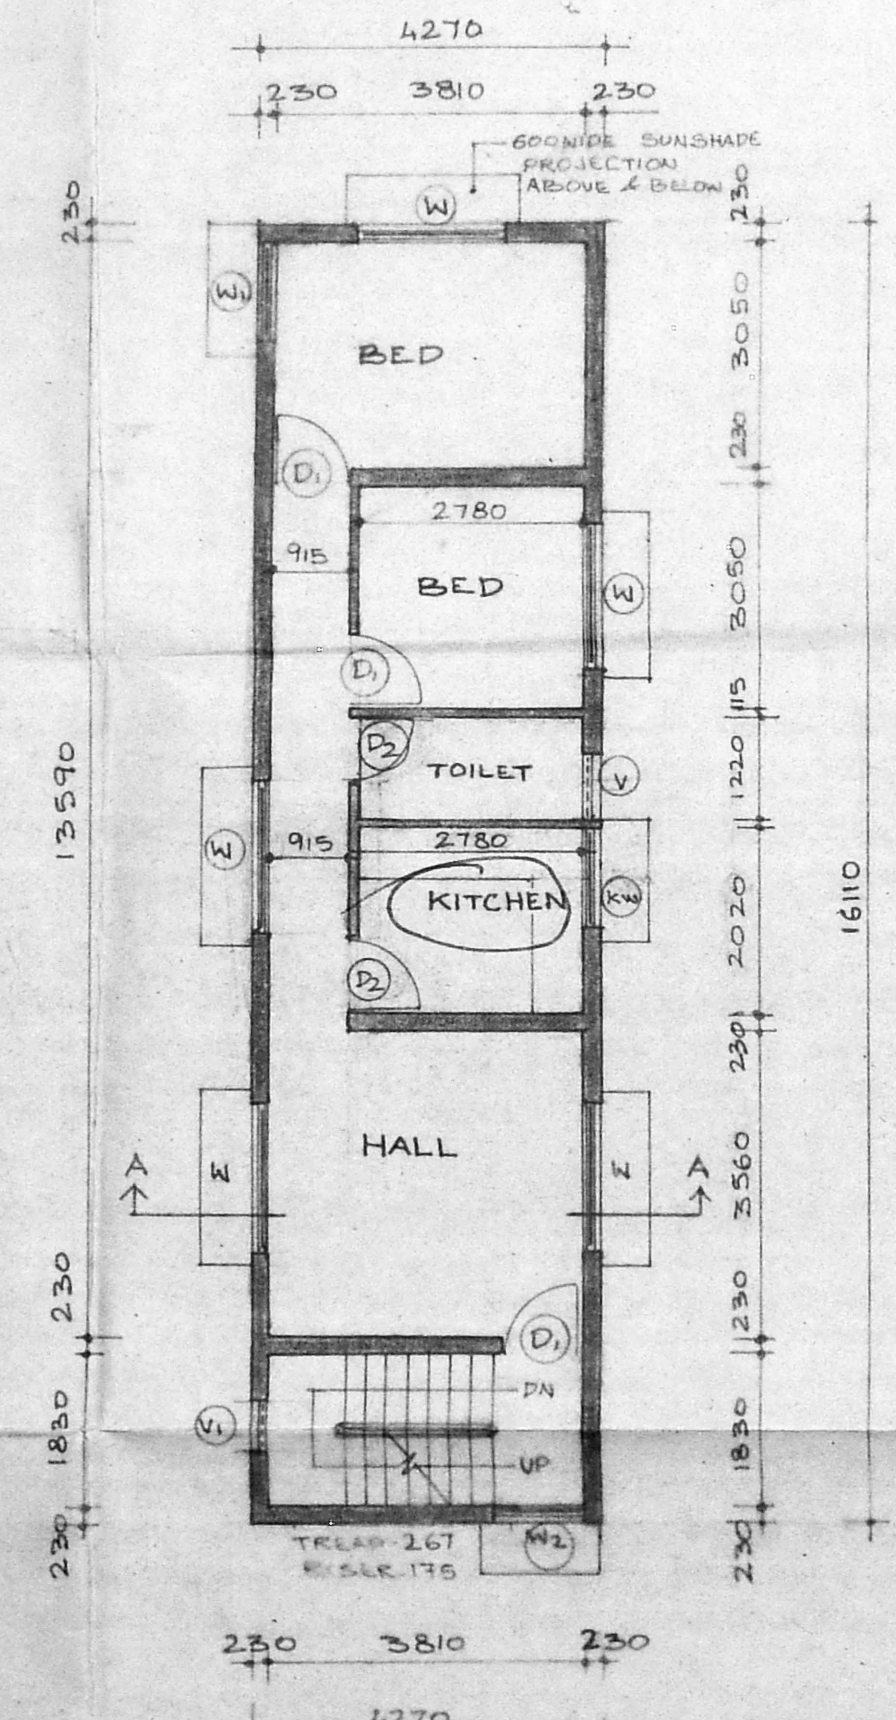 4270
230 3810 230
600 WIDE SUNSHADE
PROJECTION
ABOVE & BELOW
230
230
W
W1
3050
BED
230
D1
2780
915
BED
3050
W
D1
115
D2
TOILET
1220
V
13590
W
915
2780
KITCHEN
KW
2020
16110
D2
230
HALL
3560
A
W
W
A
230
230
D1
DN
1830
V1
1830
UP
TREAD-267
W2
RISER-175
230
230
230 3810 230
4270